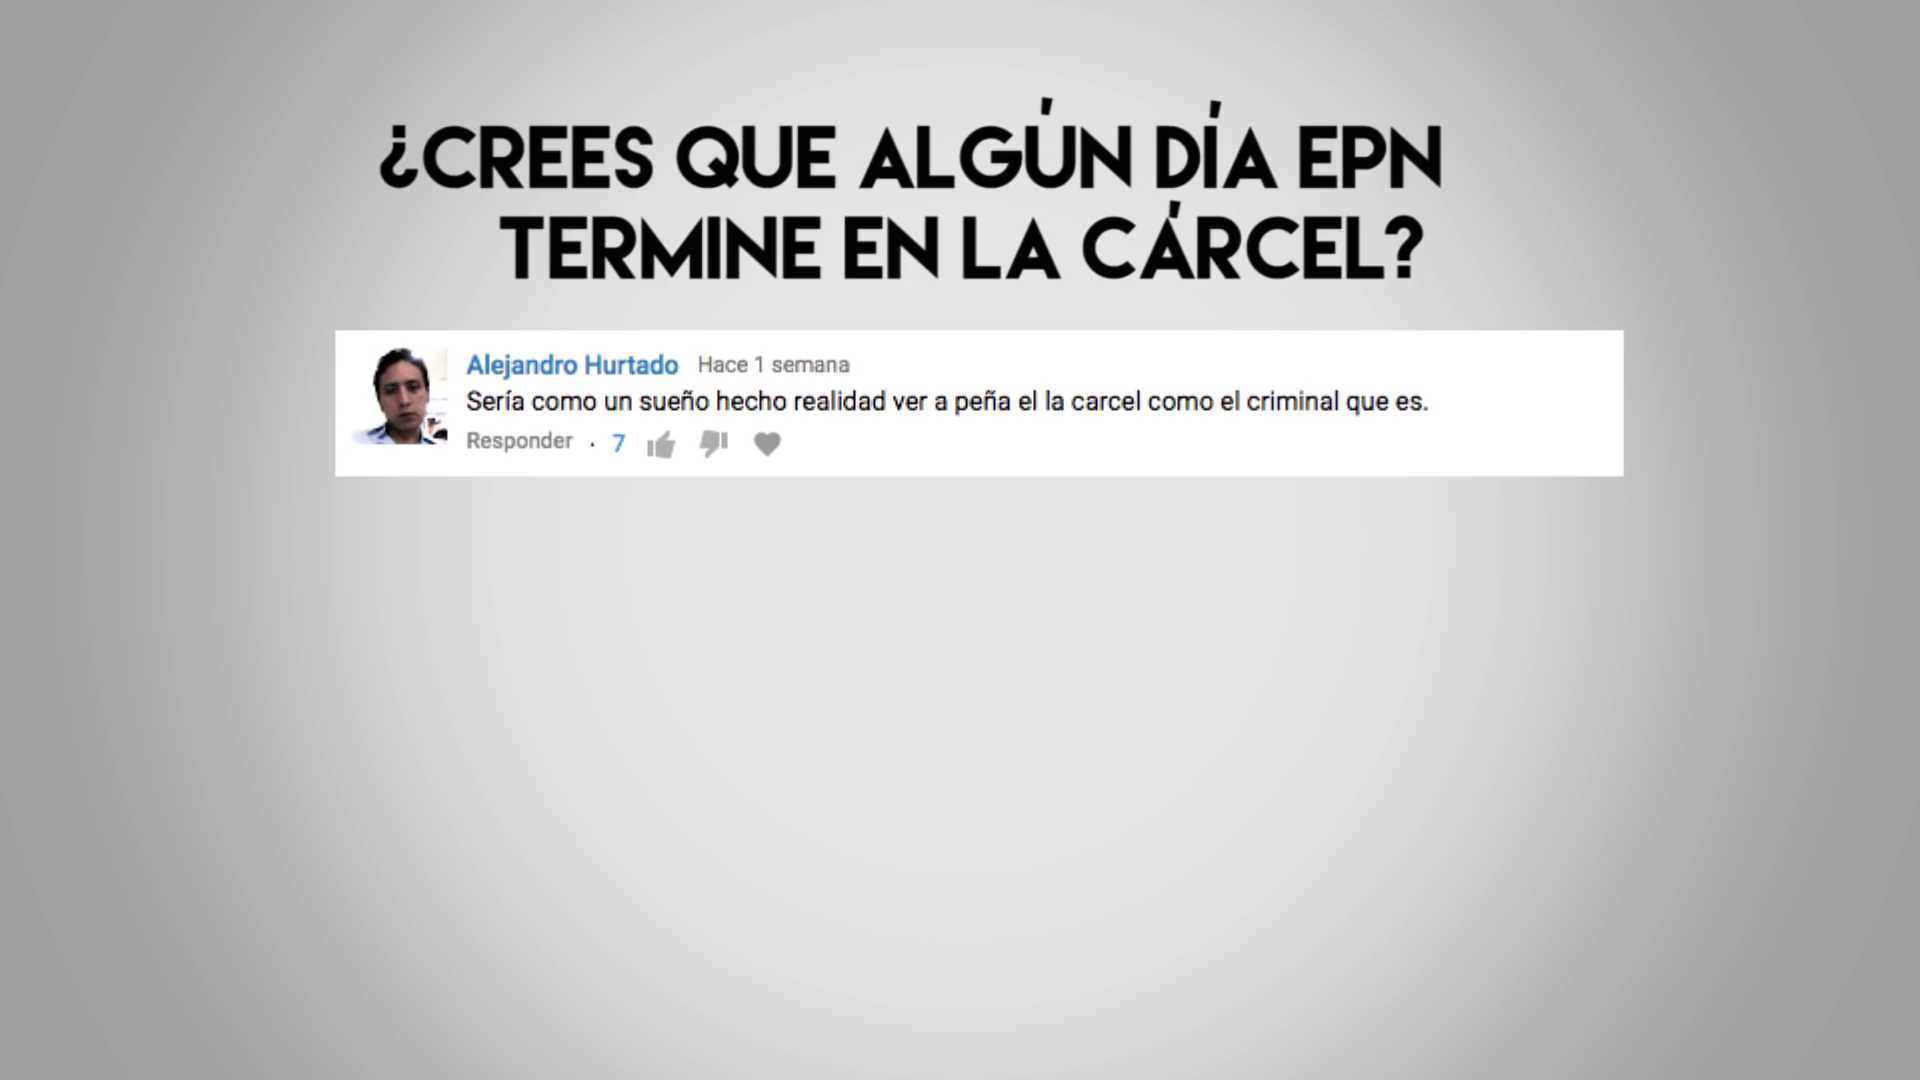 ¿CREES QUE ALGÚN DÍA EPN
TERMINE EN LA CÁRCEL?
Alejandro Hurtado Hace 1 semana
Sería como un sueño hecho realidad ver a peña el la carcel como el criminal que es.
Responder · 7